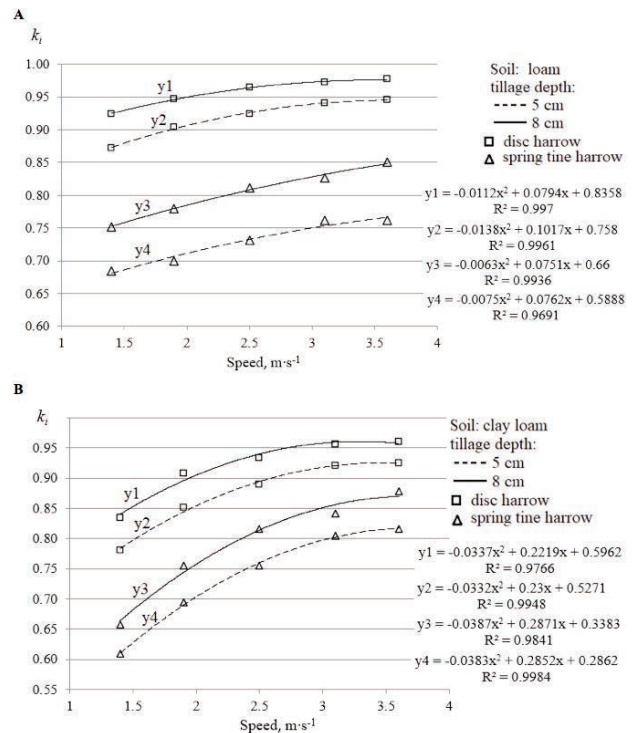 A
kᵢ
1.00
0.95
0.90
0.85
0.80
0.75
0.70
0.65
0.60
1
1.5
2
2.5
3
3.5
4
Speed, m·s⁻¹
y1
y2
y3
y4
Soil: loam
tillage depth:
5 cm
8 cm
disc harrow
spring tine harrow
y1 = -0.0112x² + 0.0794x + 0.8358
R² = 0.997
y2 = -0.0138x² + 0.1017x + 0.758
R² = 0.9961
y3 = -0.0063x² + 0.0751x + 0.66
R² = 0.9936
y4 = -0.0075x² + 0.0762x + 0.5888
R² = 0.9691
B
kᵢ
0.95
0.90
0.85
0.80
0.75
0.70
0.65
0.60
0.55
1
1.5
2
2.5
3
3.5
4
Speed, m·s⁻¹
y1
y2
y3
y4
Soil: clay loam
tillage depth:
5 cm
8 cm
disc harrow
spring tine harrow
y1 = -0.0337x² + 0.2219x + 0.5962
R² = 0.9766
y2 = -0.0332x² + 0.23x + 0.5271
R² = 0.9948
y3 = -0.0387x² + 0.2871x + 0.3383
R² = 0.9841
y4 = -0.0383x² + 0.2852x + 0.2862
R² = 0.9984